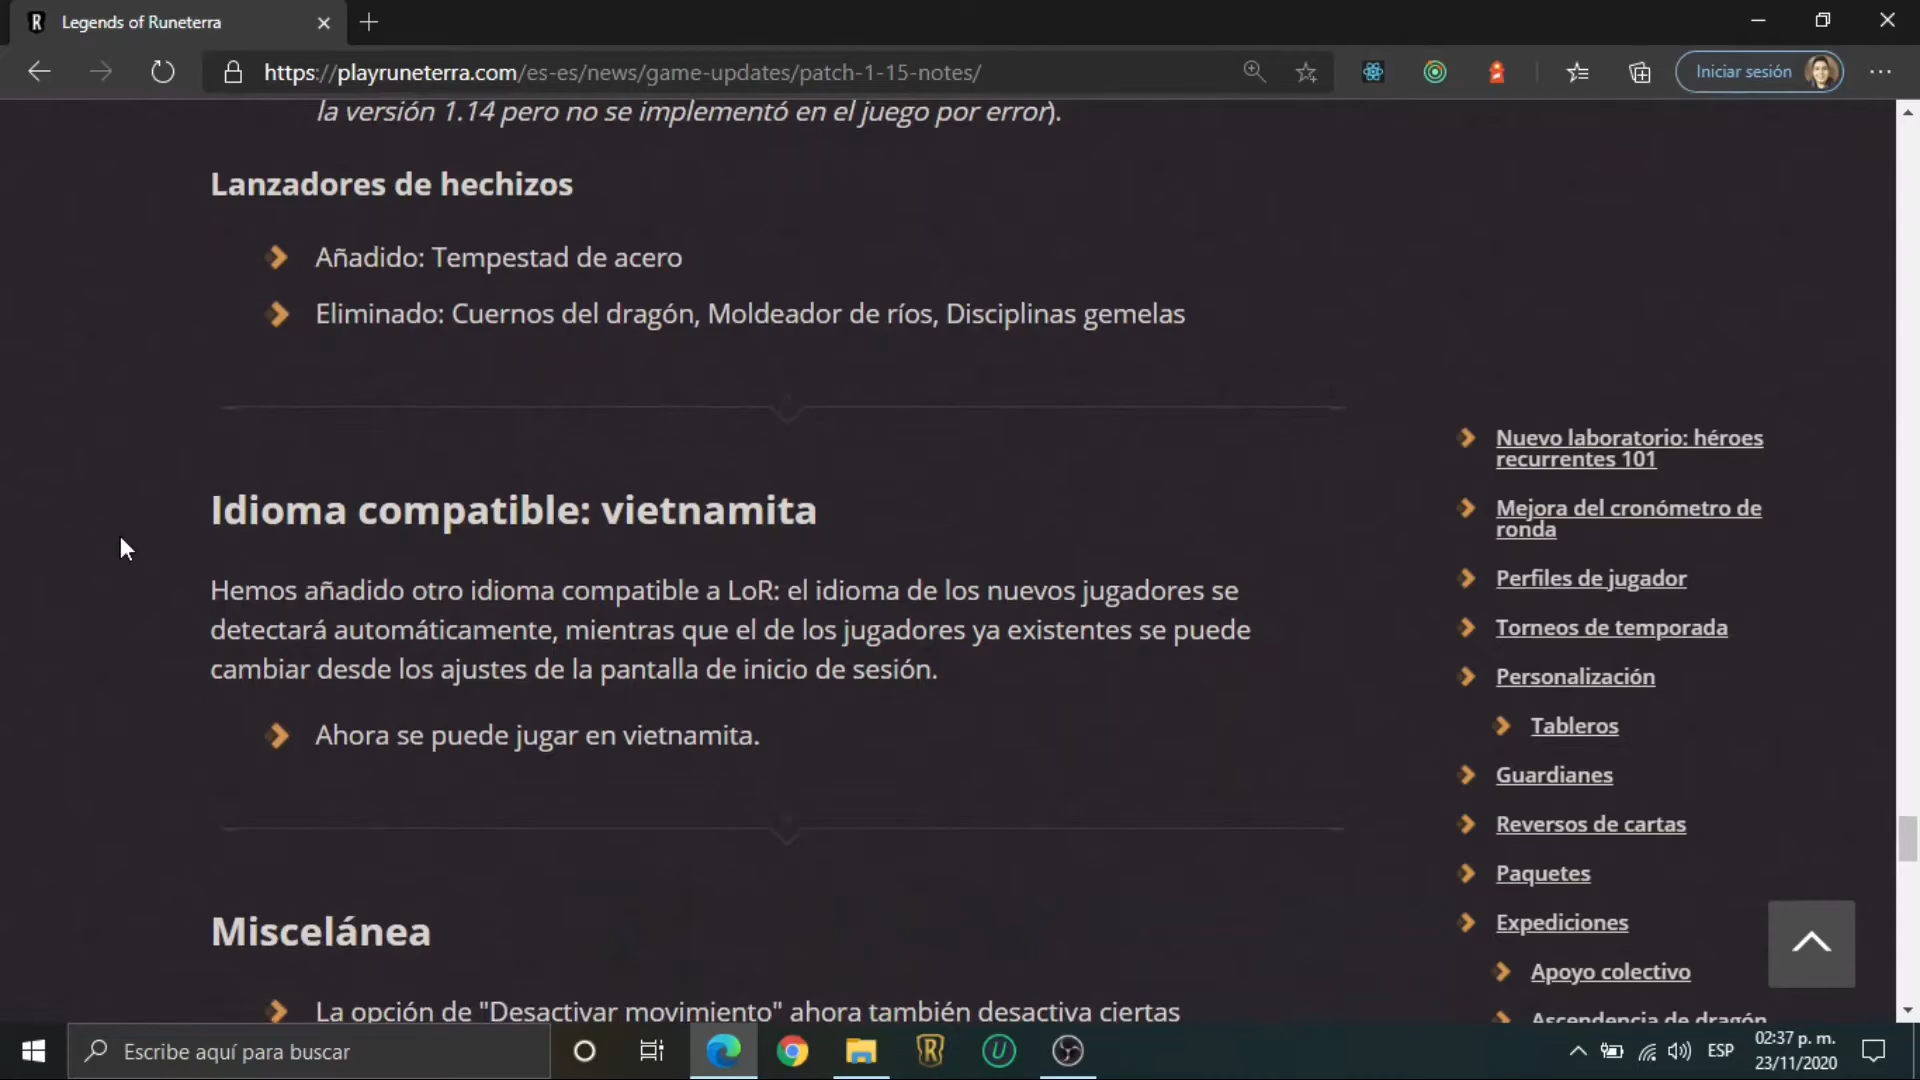 Legends of Runeterra
https://playruneterra.com/es-es/news/game-updates/patch-1-15-notes/
Iniciar sesión
la versión 1.14 pero no se implementó en el juego por error).
Lanzadores de hechizos
Añadido: Tempestad de acero
Eliminado: Cuernos del dragón, Moldeador de ríos, Disciplinas gemelas
Idioma compatible: vietnamita
Hemos añadido otro idioma compatible a LoR: el idioma de los nuevos jugadores se
detectará automáticamente, mientras que el de los jugadores ya existentes se puede
cambiar desde los ajustes de la pantalla de inicio de sesión.
Ahora se puede jugar en vietnamita.
Miscelánea
La opción de "Desactivar movimiento" ahora también desactiva ciertas
Nuevo laboratorio: héroes
recurrentes 101
Mejora del cronómetro de
ronda
Perfiles de jugador
Torneos de temporada
Personalización
Tableros
Guardianes
Reversos de cartas
Paquetes
Expediciones
Apoyo colectivo
Ascendencia de dragón
Escribe aquí para buscar
ESP
02:37 p. m.
23/11/2020